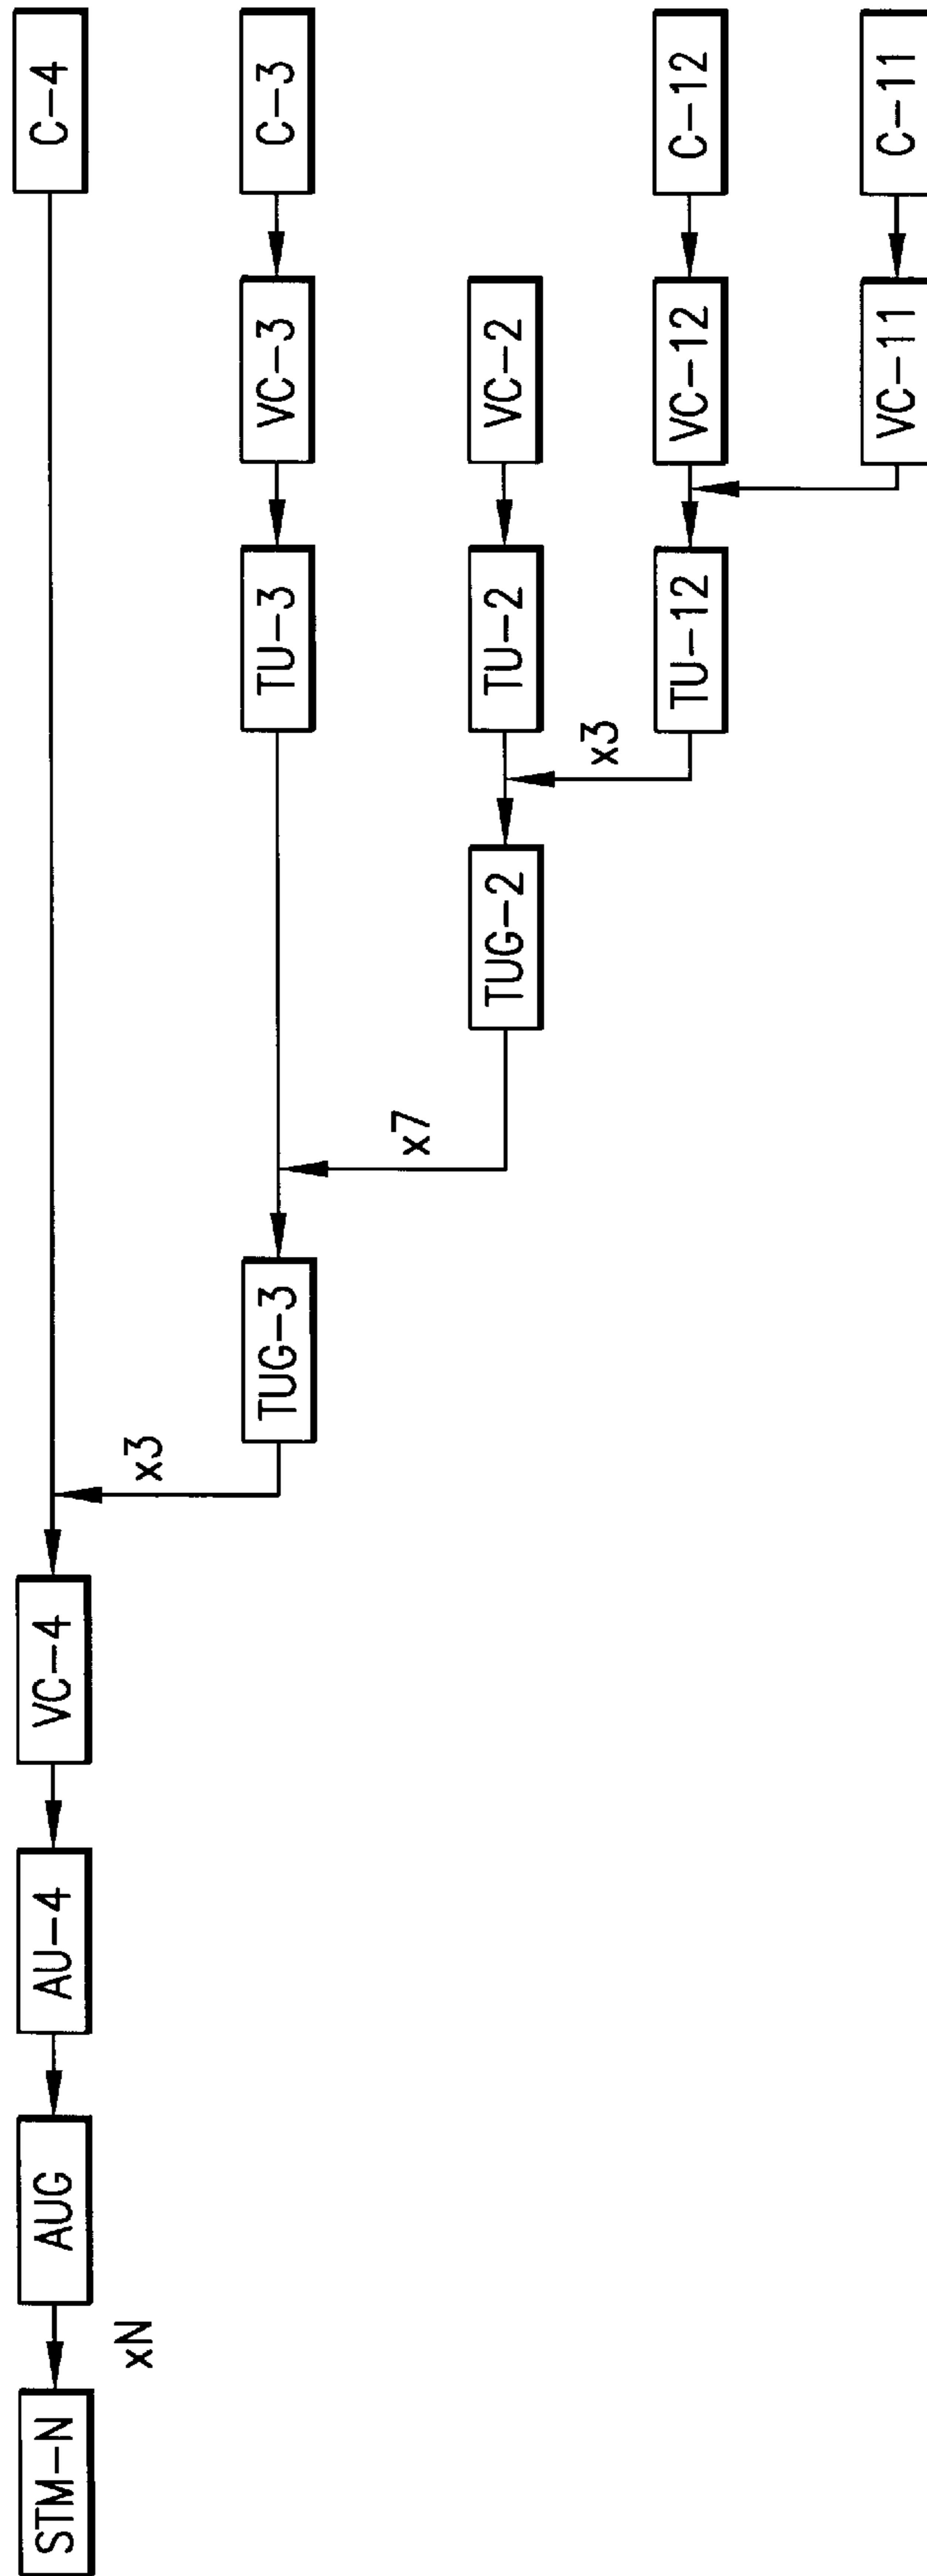 STM-N
xN
AUG
AU-4
VC-4
x3
C-4
TUG-3
x7
TU-3
VC-3
C-3
TUG-2
x3
TU-2
VC-2
TU-12
VC-12
C-12
VC-11
C-11